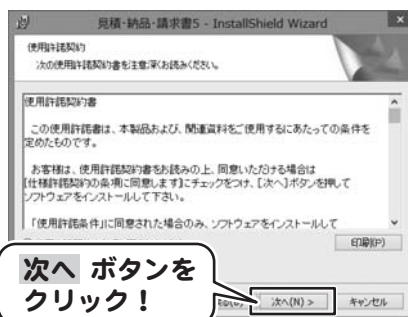 見積・納品・請求書5 - InstallShield Wizard
使用許諾契約
次の使用許諾契約書を注意深くお読みください。
使用許諾契約書
この使用許諾書は、本製品および、関連資料をご使用するにあたっての条件を
定めたものです。
お客様は、使用許諾契約書をお読みの上、同意いただける場合は
[仕様許諾契約の条項に同意します]にチェックをつけ、[次へ]ボタンを押して
ソフトウェアをインストールして下さい。
「使用許諾条件」に同意された場合のみ、ソフトウェアをインストールして
印刷(P)
次へ ボタンを
クリック！
次へ(N) >
キャンセル